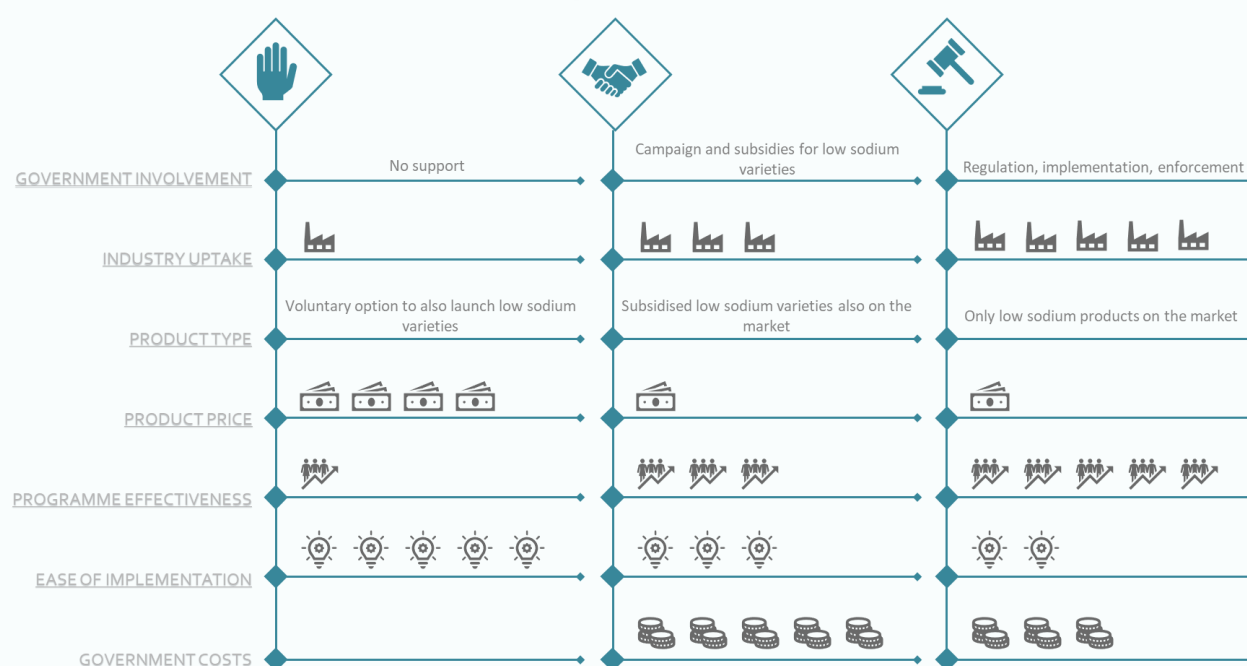 No support
Campaign and subsidies for low sodium
varieties
Regulation, implementation, enforcement
GOVERNMENT INVOLVEMENT
INDUSTRY UPTAKE
Voluntary option to also launch low sodium
varieties
Subsidised low sodium varieties also on the
market
Only low sodium products on the market
PRODUCT TYPE
PRODUCT PRICE
PROGRAMME EFFECTIVENESS
EASE OF IMPLEMENTATION
GOVERNMENT COSTS